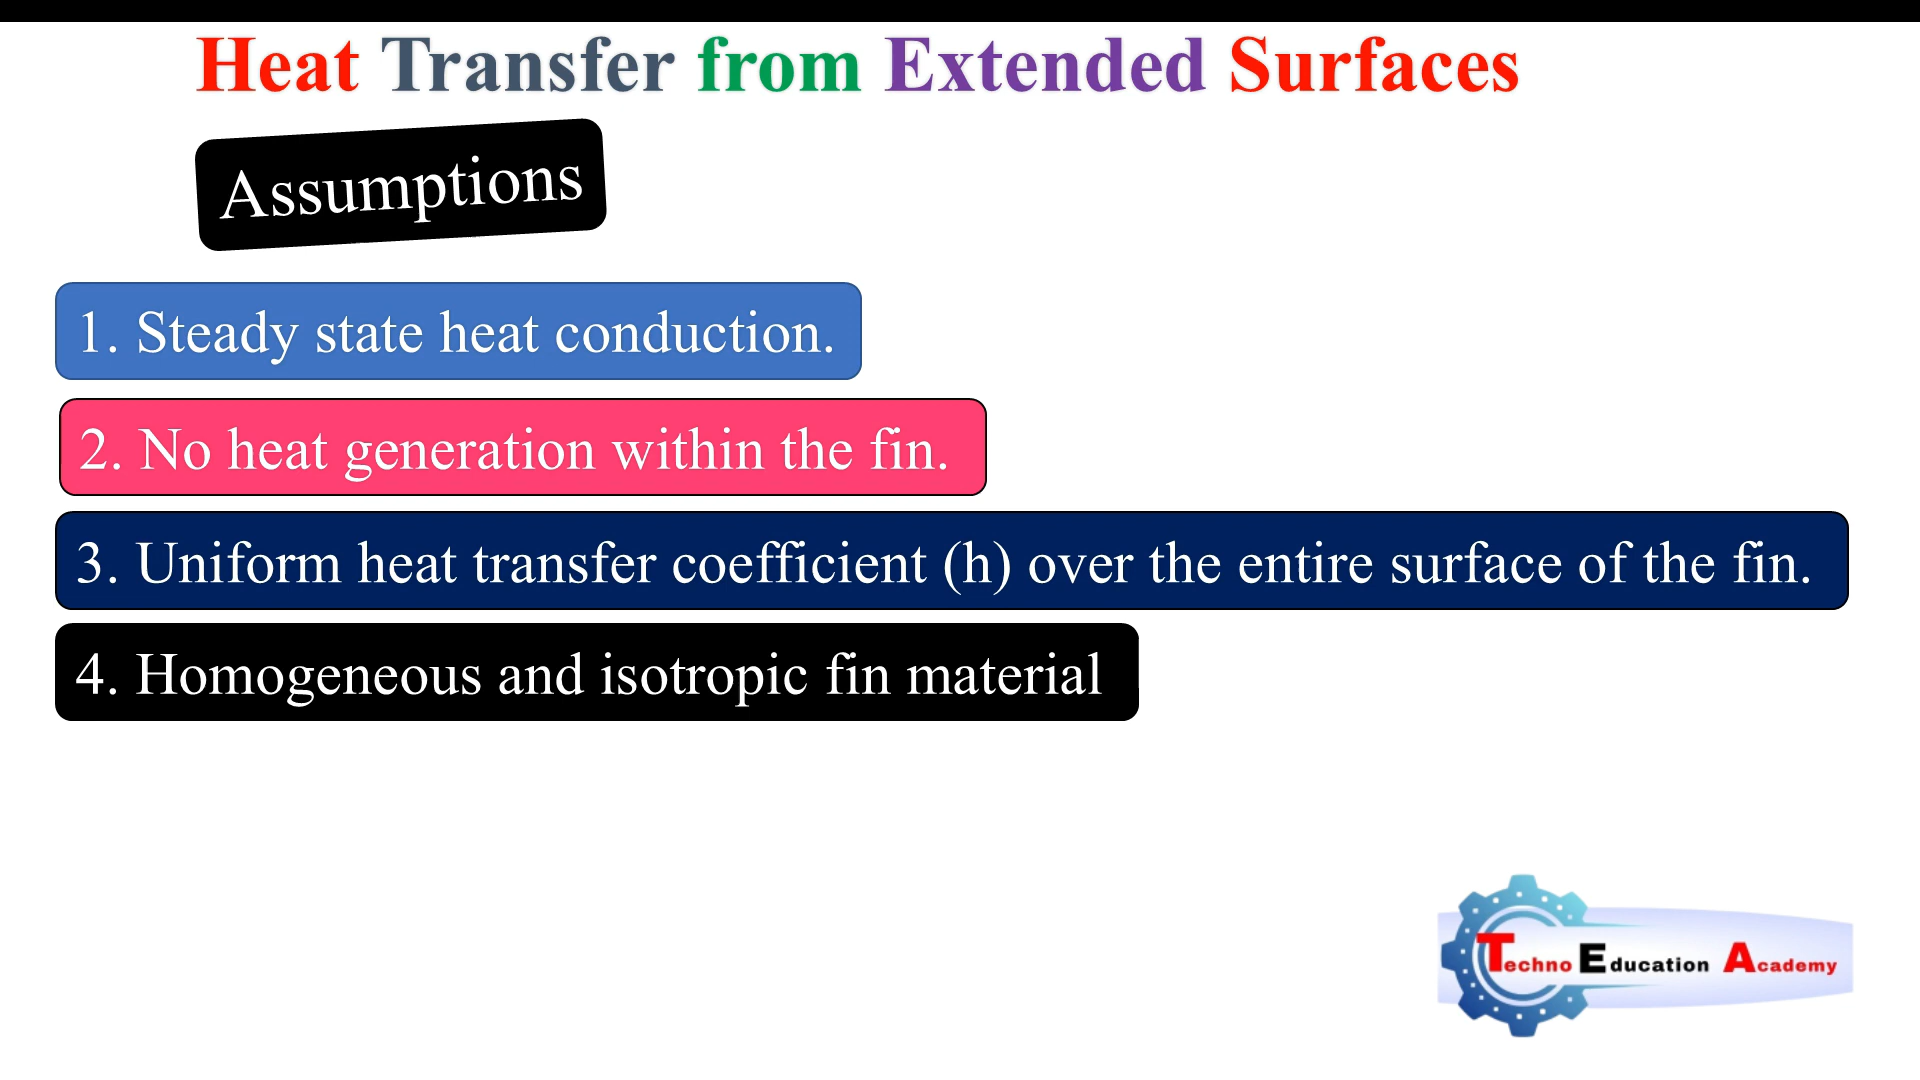 Heat Transfer from Extended Surfaces
Assumptions
1. Steady state heat conduction.
2. No heat generation within the fin.
3. Uniform heat transfer coefficient (h) over the entire surface of the fin.
4. Homogeneous and isotropic fin material
Techno Education Academy